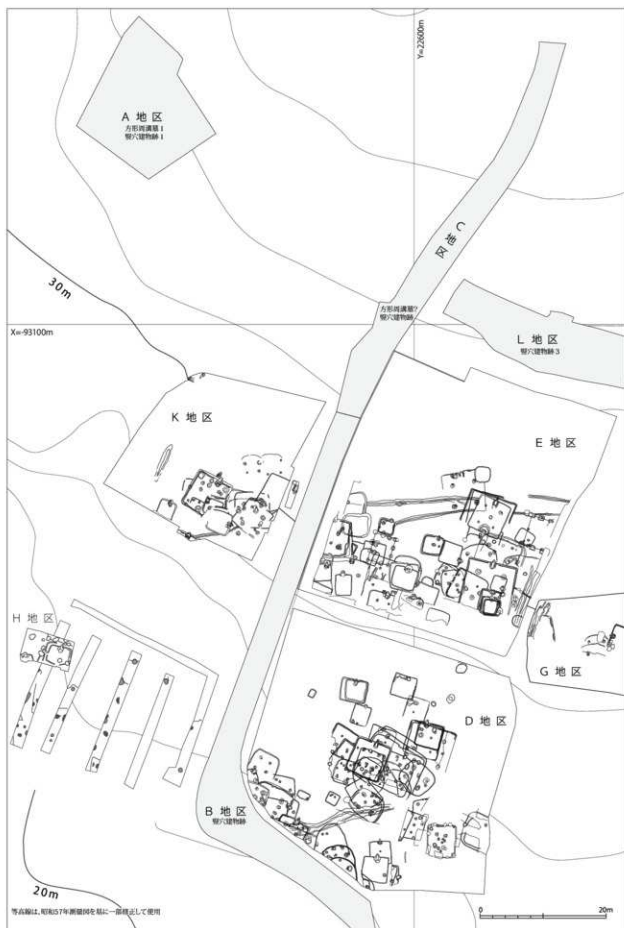 Y=22600m
A 地 区
方形周溝墓 1
竪穴建物跡 1
C 地 区
30m
方形周溝墓?
竪穴建物跡
X=-93100m
L 地 区
竪穴建物跡 3
K 地 区
E 地 区
H 地 区
G 地 区
D 地 区
B 地 区
竪穴建物跡
20m
等高線は、昭和57年測量図を基に一部修正して使用
0
20m